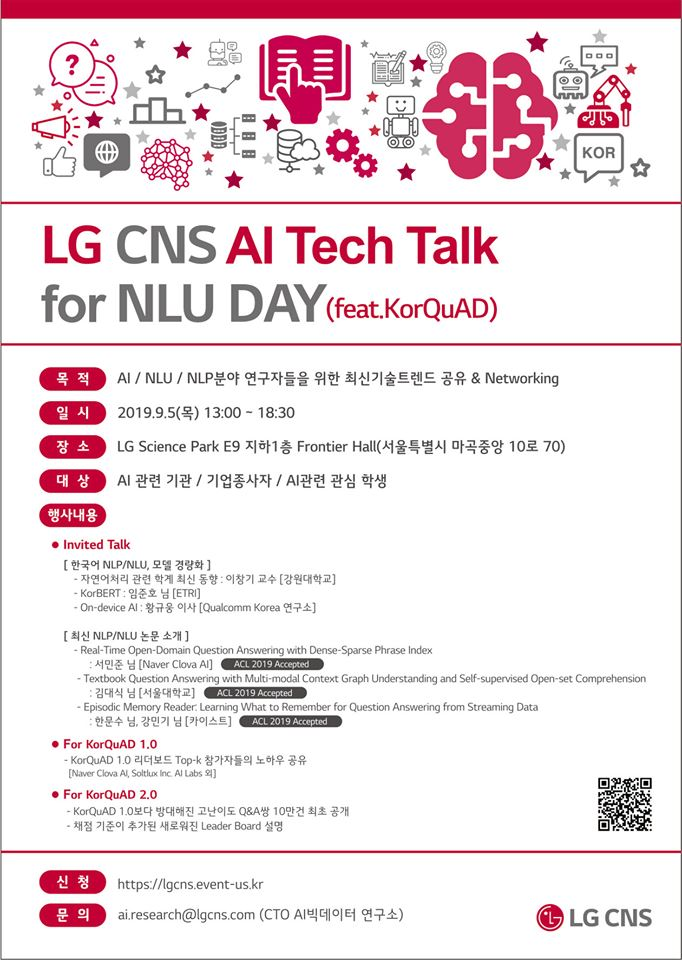 ?
KOR
LG CNS AI Tech Talk
for NLU DAY(feat.KorQuAD)
목 적 AI / NLU / NLP분야 연구자들을 위한 최신기술트렌드 공유 & Networking
일 시 2019.9.5(목) 13:00 ~ 18:30
장 소 LG Science Park E9 지하1층 Frontier Hall(서울특별시 마곡중앙 10로 70)
대 상 AI 관련 기관 / 기업종사자 / AI관련 관심 학생
행사내용
• Invited Talk
[ 한국어 NLP/NLU, 모델 경량화 ]
- 자연어처리 관련 학계 최신 동향 : 이창기 교수 [강원대학교]
- KorBERT : 임준호 님 [ETRI]
- On-device AI : 황규웅 이사 [Qualcomm Korea 연구소]
[ 최신 NLP/NLU 논문 소개 ]
- Real-Time Open-Domain Question Answering with Dense-Sparse Phrase Index
: 서민준 님 [Naver Clova AI] ACL 2019 Accepted
- Textbook Question Answering with Multi-modal Context Graph Understanding and Self-supervised Open-set Comprehension
: 김대식 님 [서울대학교] ACL 2019 Accepted
- Episodic Memory Reader: Learning What to Remember for Question Answering from Streaming Data
: 한문수 님, 강민기 님 [카이스트] ACL 2019 Accepted
• For KorQuAD 1.0
- KorQuAD 1.0 리더보드 Top-k 참가자들의 노하우 공유
[Naver Clova AI, Soltlux Inc. AI Labs 외]
• For KorQuAD 2.0
- KorQuAD 1.0보다 방대해진 고난이도 Q&A쌍 10만건 최초 공개
- 채점 기준이 추가된 새로워진 Leader Board 설명
신 청 https://lgcns.event-us.kr
문 의 ai.research@lgcns.com (CTO AI빅데이터 연구소)
LG CNS